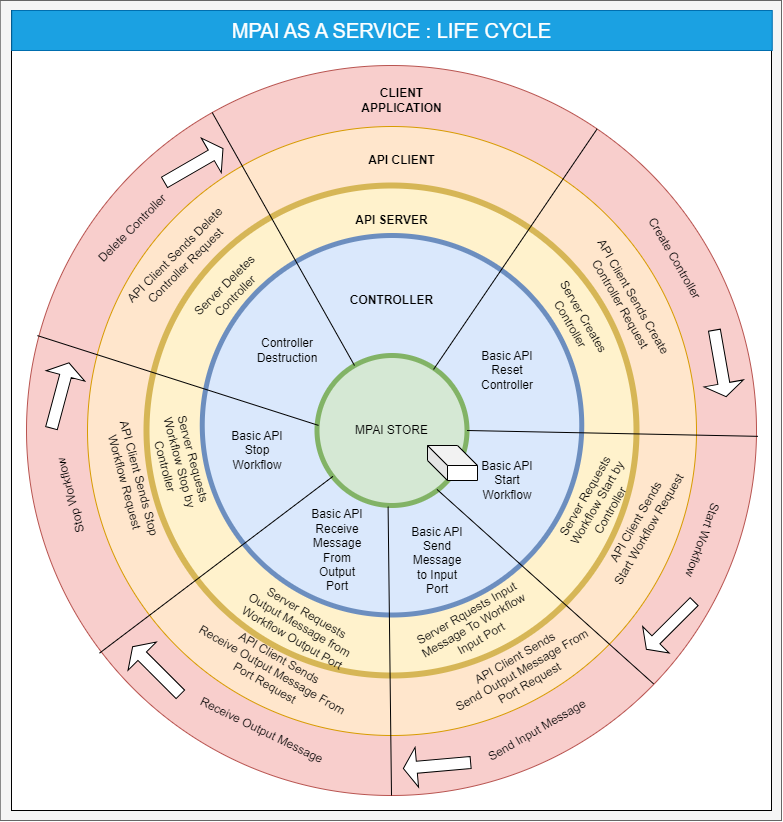 MPAI AS A SERVICE : LIFE CYCLE
CLIENT
APPLICATION
API CLIENT
API SERVER
CONTROLLER
MPAI STORE
Create Controller
API Client Sends Create
Controller Request
Server Creates
Controller
Basic API
Reset
Controller
Start Workflow
API Client Sends
Start Workflow Request
Server Requests
Workflow Start by
Controller
Basic API
Start
Workflow
Send Input Message
API Client Sends
Send Output Message From
Port Request
Server Rquests Input
Message To Workflow
Input Port
Basic API
Send
Message
to Input
Port
Receive Output Message
API Client Sends
Receive Output Message From
Port Request
Server Requests
Output Message from
Workflow Output Port
Basic API
Receive
Message
From
Output
Port
Stop Workflow
API Client Sends Stop
Workflow Request
Server Requests
Workflow Stop by
Controller
Basic API
Stop
Workflow
Delete Controller
API Client Sends Delete
Controller Request
Server Deletes
Controller
Controller
Destruction